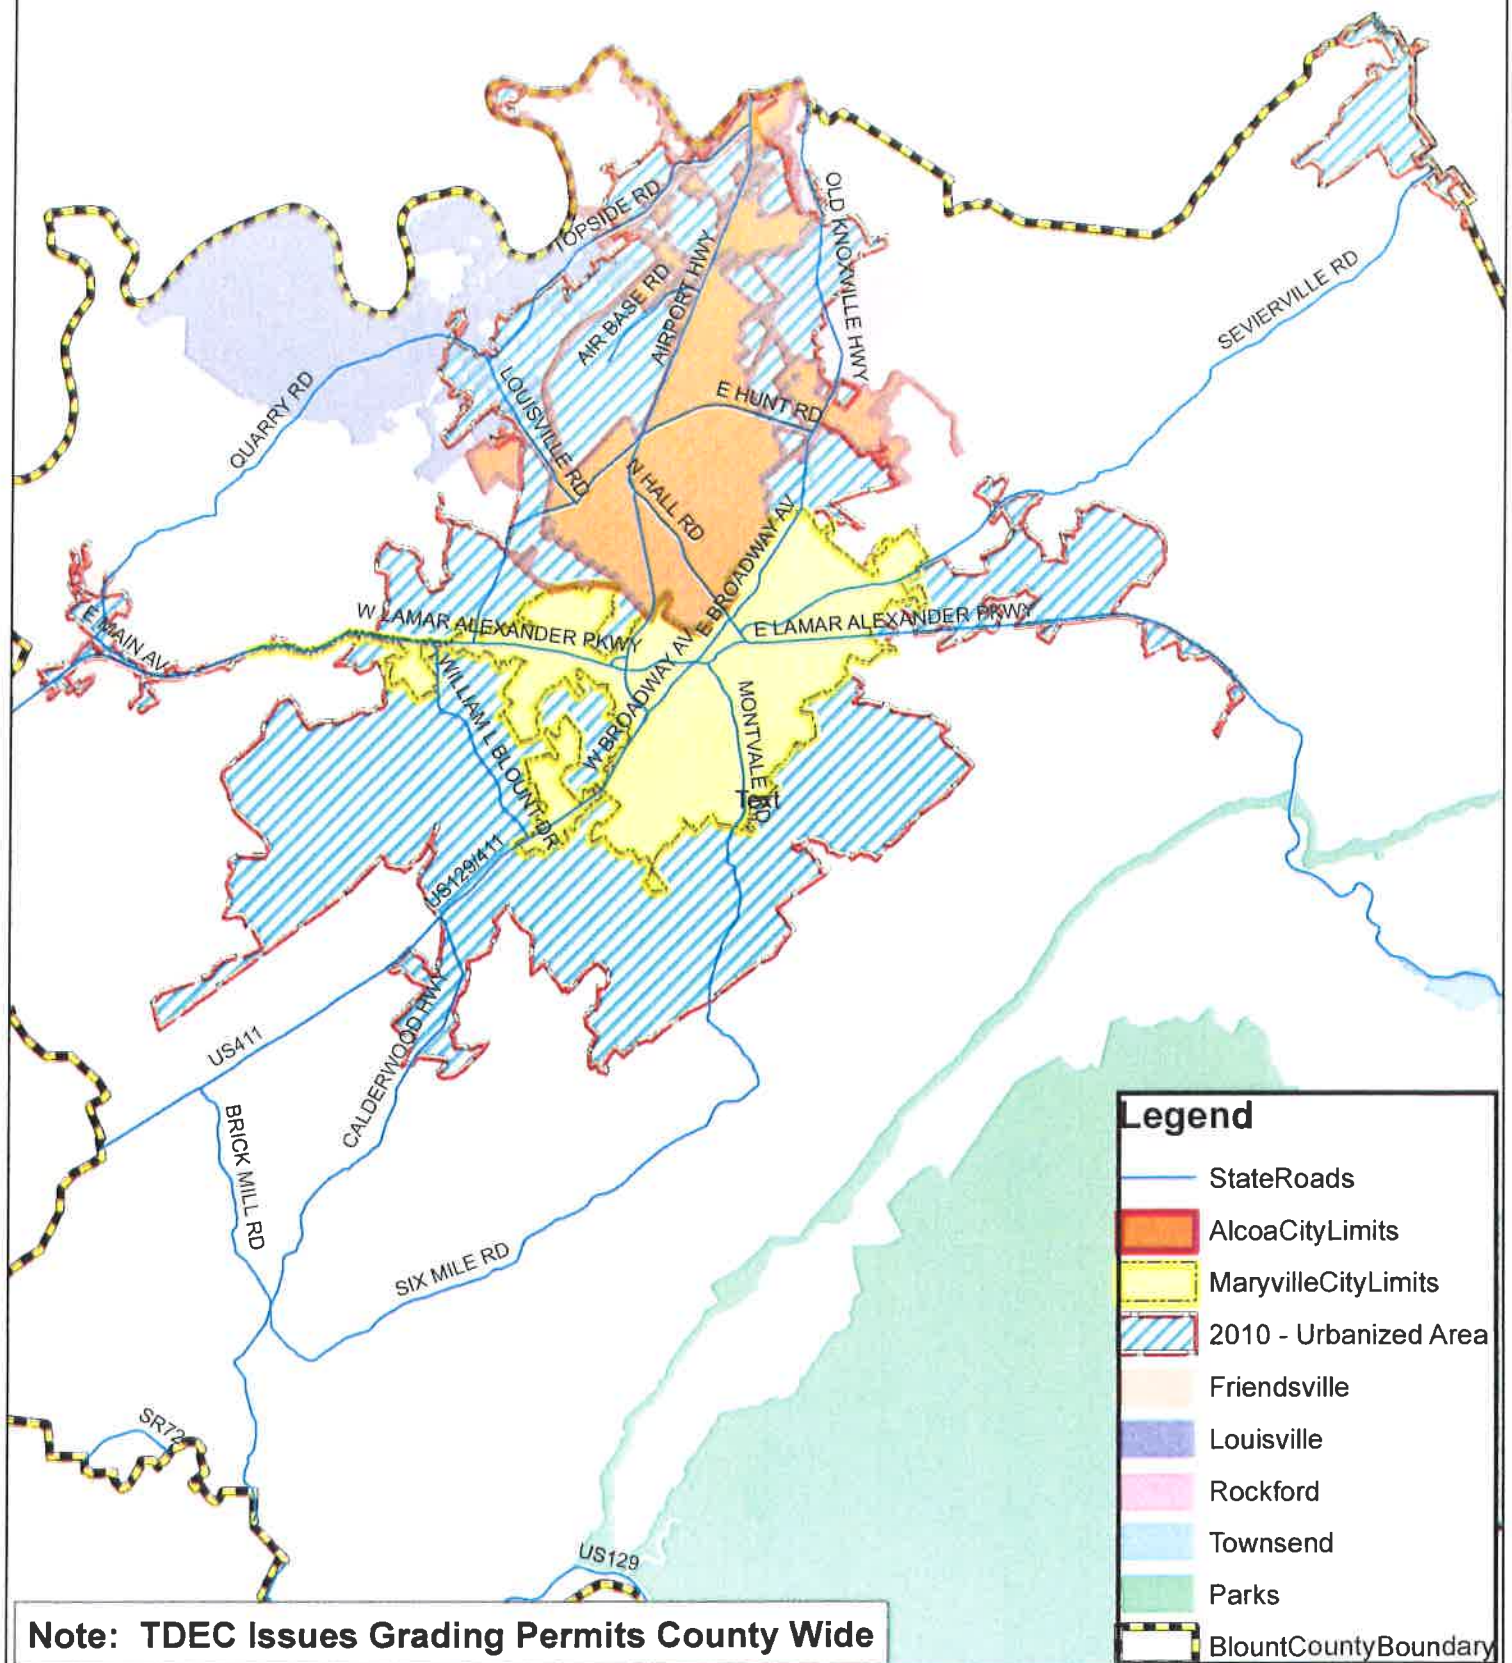 TOPSIDE RD
OLD KNOXVILLE HWY
AIR BASE RD
AIRPORT HWY
SEVIERVILLE RD
QUARRY RD
LOUISVILLE RD
E HUNT RD
N HALL RD
E BROADWAY AV
E MAIN AV
W LAMAR ALEXANDER PKWY
E LAMAR ALEXANDER PKWY
W BROADWAY AV
WILLIAM L BLOUNT DR
MONTVALE RD
Text
US129/411
US411
CALDERWOOD HWY
BRICK MILL RD
SIX MILE RD
SR72
US129
Legend
StateRoads
AlcoaCityLimits
MaryvilleCityLimits
2010 - Urbanized Area
Friendsville
Louisville
Rockford
Townsend
Parks
BlountCountyBoundary
Note: TDEC Issues Grading Permits County Wide